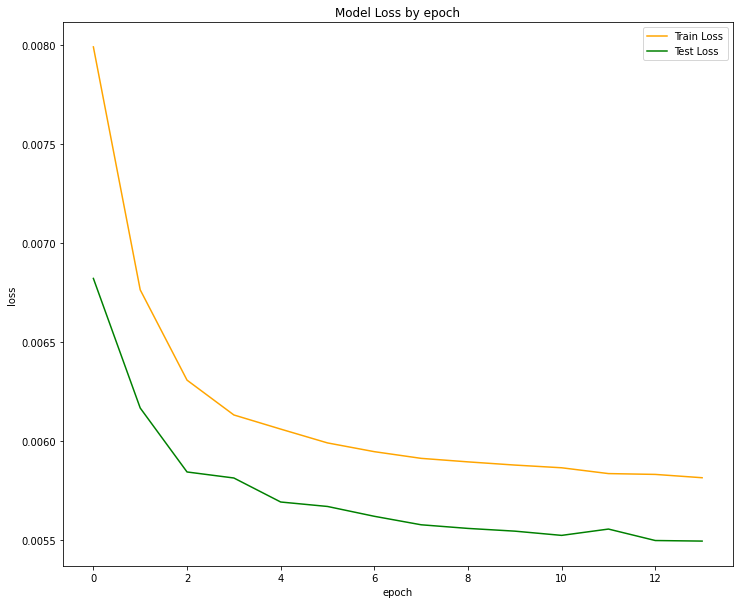 Model Loss by epoch
Train Loss
Test Loss
0.0080
0.0075
0.0070
0.0065
0.0060
0.0055
loss
0 2 4 6 8 10 12
epoch